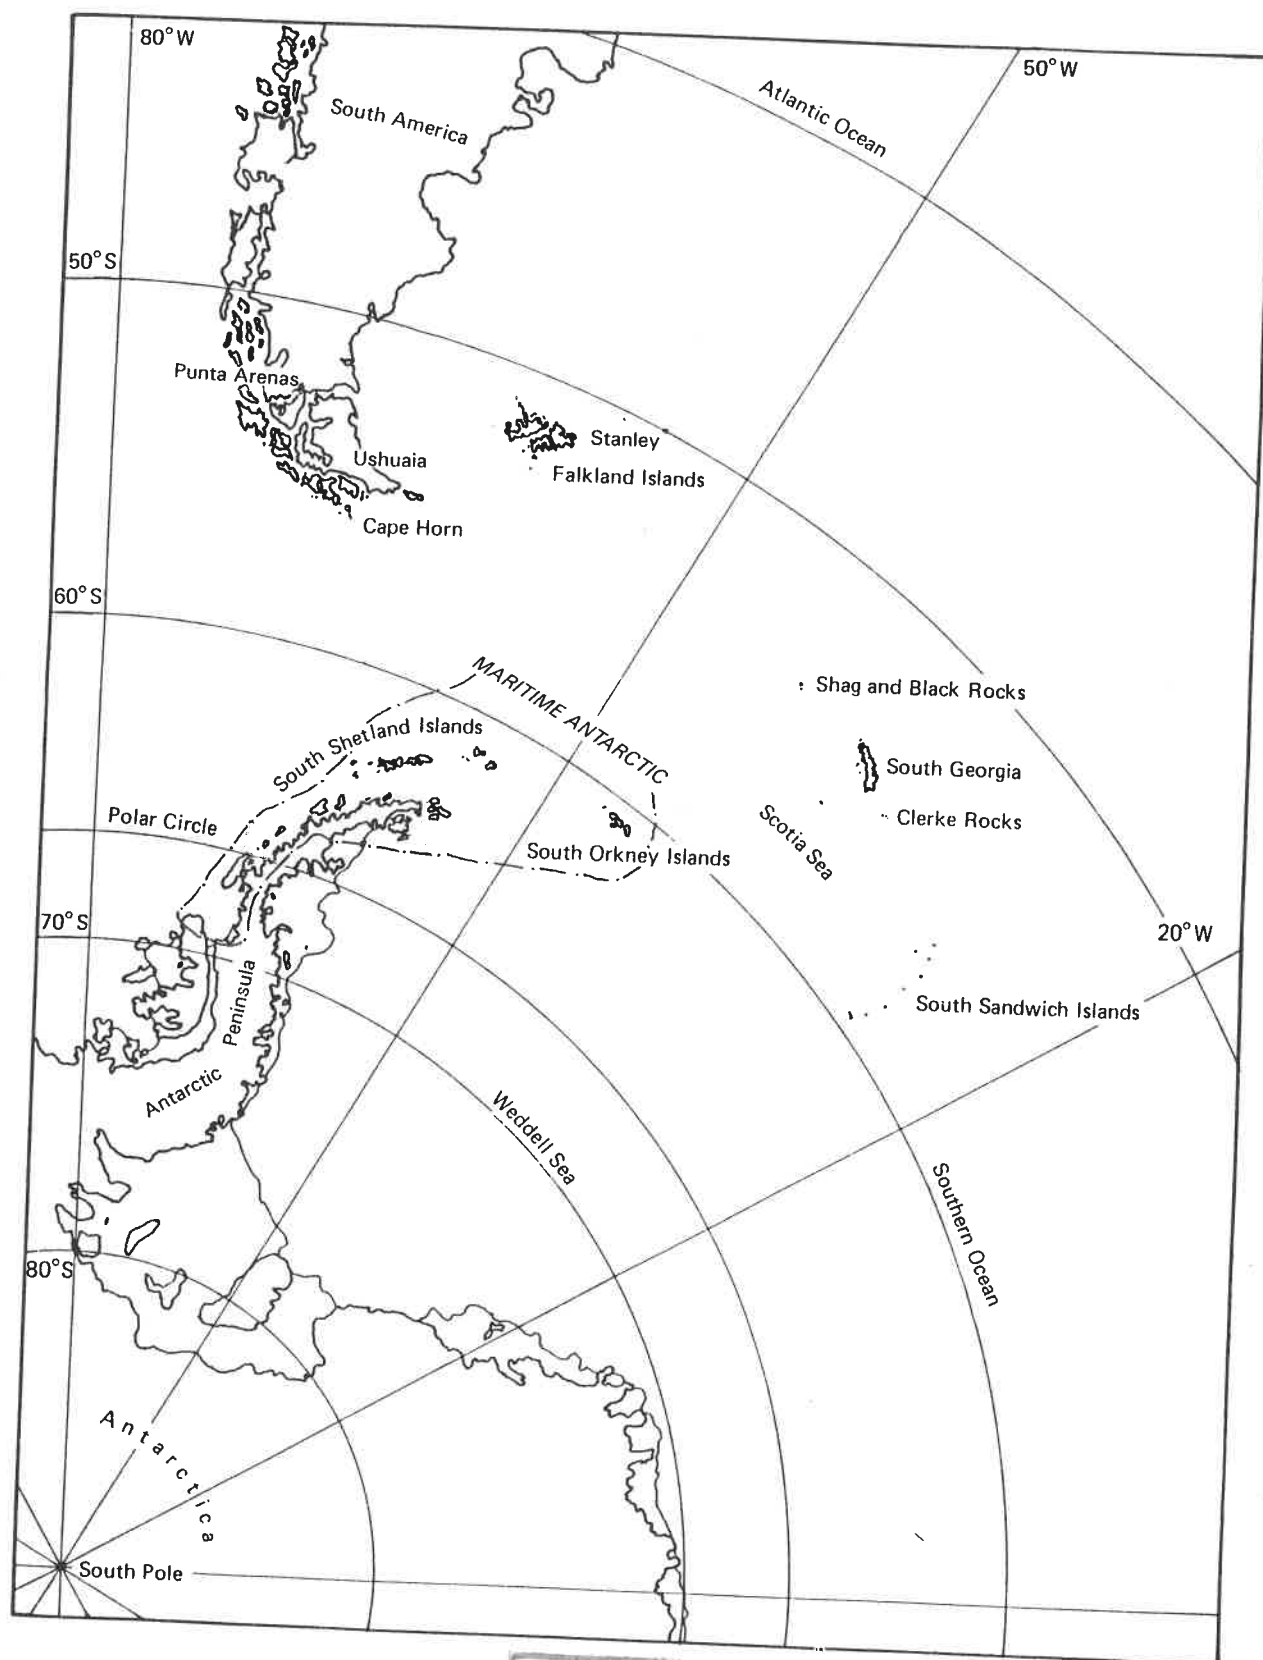 80°W
50°W
South America
Atlantic Ocean
50°S
Punta Arenas
Stanley
Ushuaia
Falkland Islands
Cape Horn
60°S
MARITIME ANTARCTIC
Shag and Black Rocks
South Shetland Islands
South Georgia
Polar Circle
Clerke Rocks
Scotia Sea
South Orkney Islands
70°S
20°W
Peninsula
South Sandwich Islands
Antarctic
Weddell Sea
Southern Ocean
80°S
Antarctica
South Pole